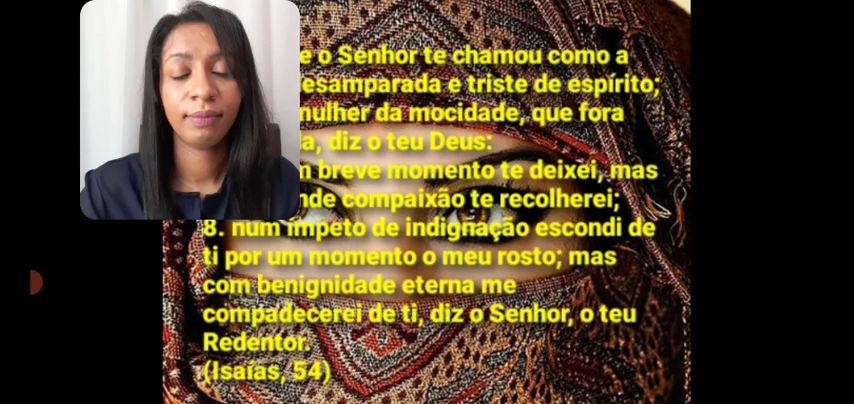 o Senhor te chamou como a
e triste de espírito;
da mocidade, que fora
diz o teu Deus:
breve momento te deixei, mas
compaixão te recolherei;
8. num ímpeto de indignação escondi de
ti por um momento o meu rosto; mas
com benignidade eterna me
compadecerei de ti, diz o Senhor, o teu
Redentor.
(Isaías, 54)